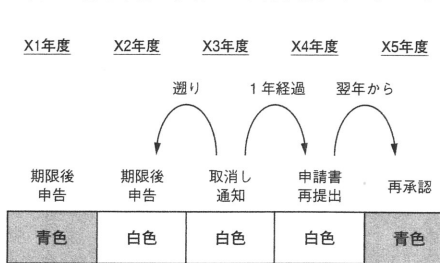 X1年度 X2年度 X3年度 X4年度 X5年度
遡り 1年経過 翌年から
期限後申告 期限後申告 取消し通知 申請書再提出 再承認
青色 白色 白色 白色 青色